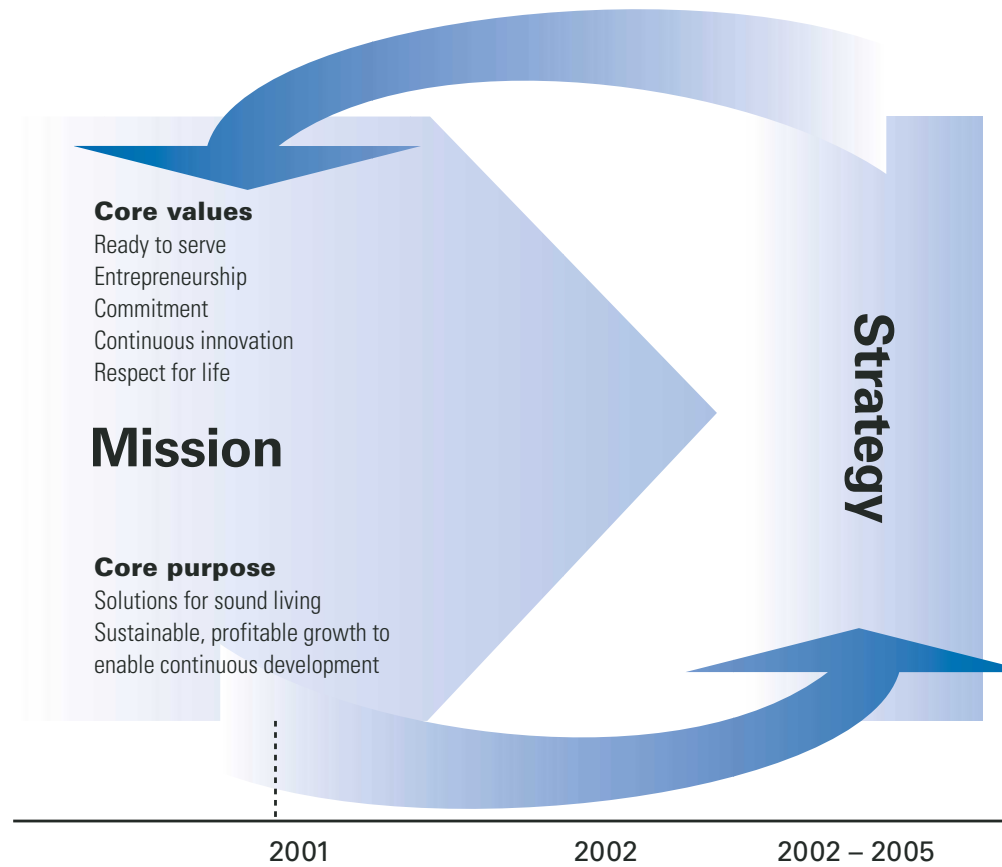 Core values
Ready to serve
Entrepreneurship
Commitment
Continuous innovation
Respect for life
Mission
Core purpose
Solutions for sound living
Sustainable, profitable growth to
enable continuous development
Strategy
2001
2002
2002 – 2005